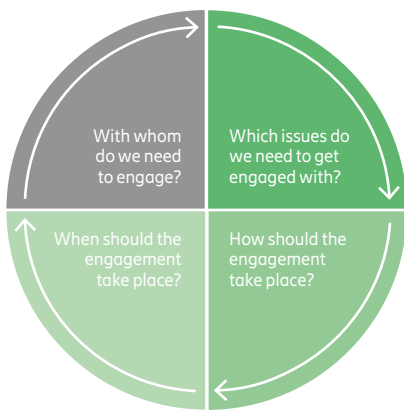 With whom
do we need
to engage?
Which issues do
we need to get
engaged with?
When should the
engagement
take place?
How should the
engagement
take place?